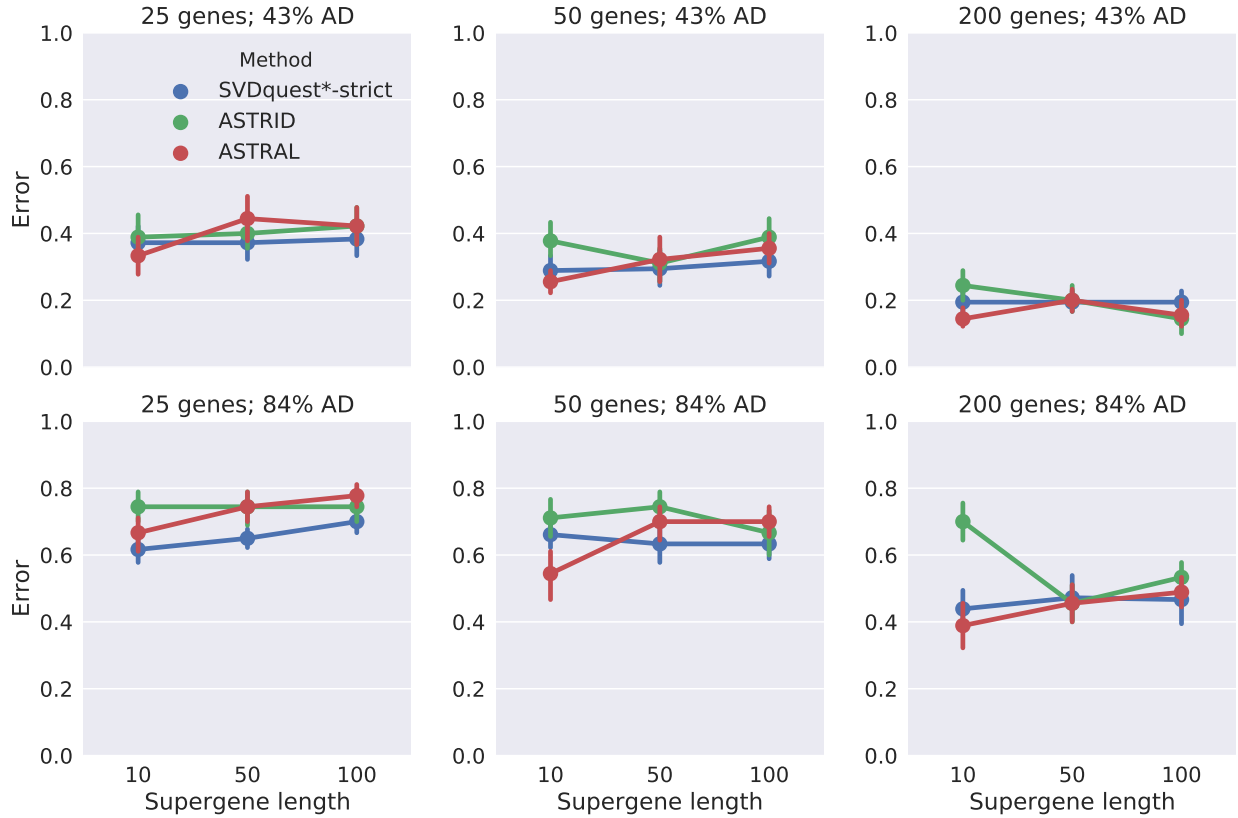 25 genes; 43% AD
50 genes; 43% AD
200 genes; 43% AD
Error
1.0
0.8
0.6
0.4
0.2
0.0
Method
SVDquest*-strict
ASTRID
ASTRAL
1.0
0.8
0.6
0.4
0.2
0.0
1.0
0.8
0.6
0.4
0.2
0.0
25 genes; 84% AD
50 genes; 84% AD
200 genes; 84% AD
Error
1.0
0.8
0.6
0.4
0.2
0.0
10 50 100
Supergene length
1.0
0.8
0.6
0.4
0.2
0.0
10 50 100
Supergene length
1.0
0.8
0.6
0.4
0.2
0.0
10 50 100
Supergene length